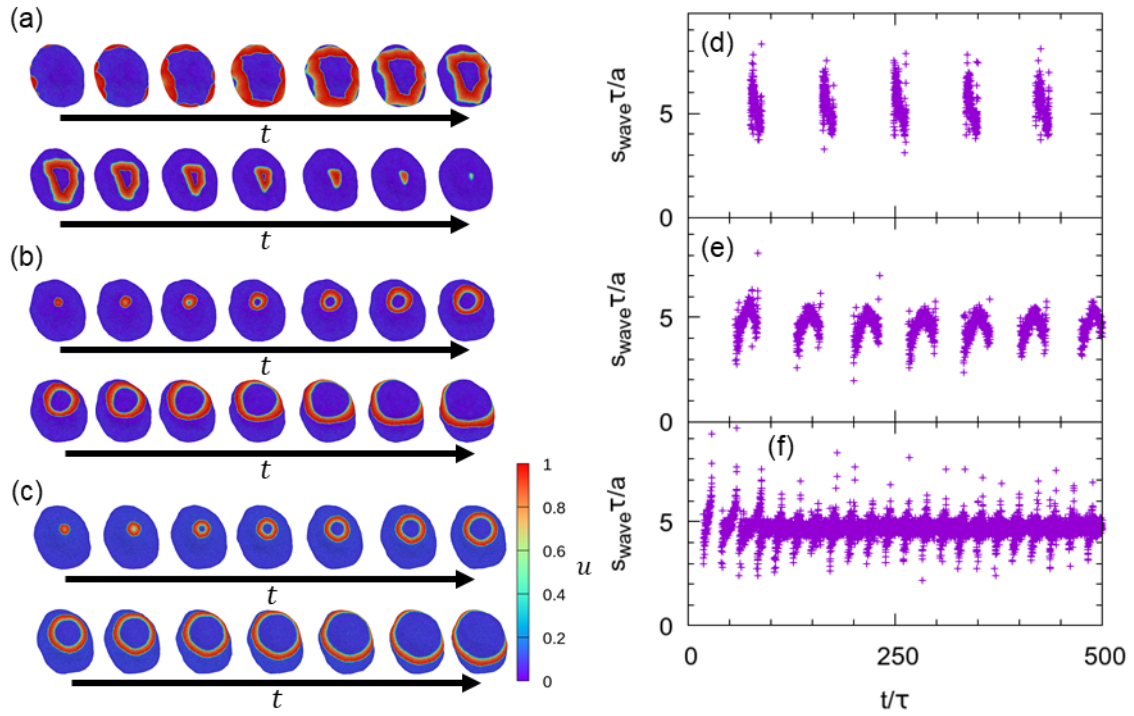 (a)
t
t
(b)
t
t
(c)
t
t
1
0.8
0.6
0.4
0.2
0
u
(d)
s_wave τ/a
5
0
(e)
s_wave τ/a
5
0
(f)
s_wave τ/a
5
0
0 250 500
t/τ